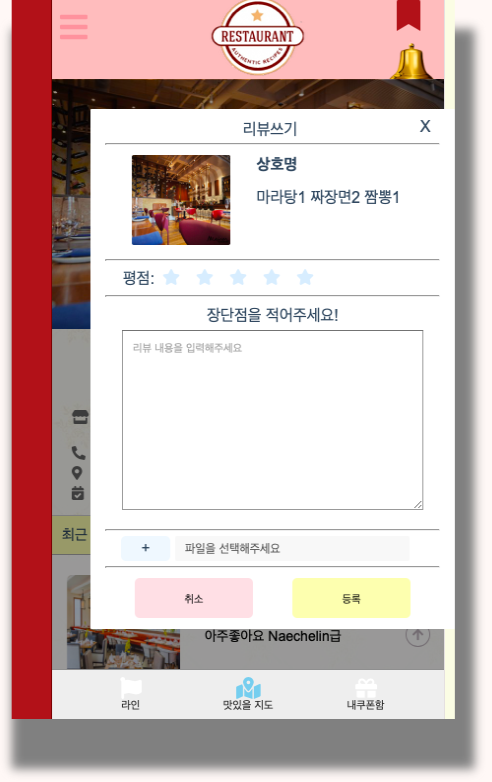 RESTAURANT
AUTHENTIC RECIPES
리뷰쓰기
X
상호명
마라탕1 짜장면2 짬뽕1
평점:
장단점을 적어주세요!
리뷰 내용을 입력해주세요
최근
+
파일을 선택해주세요
취소
등록
아주좋아요 Naechelin급
라인
맛있을 지도
내쿠폰함